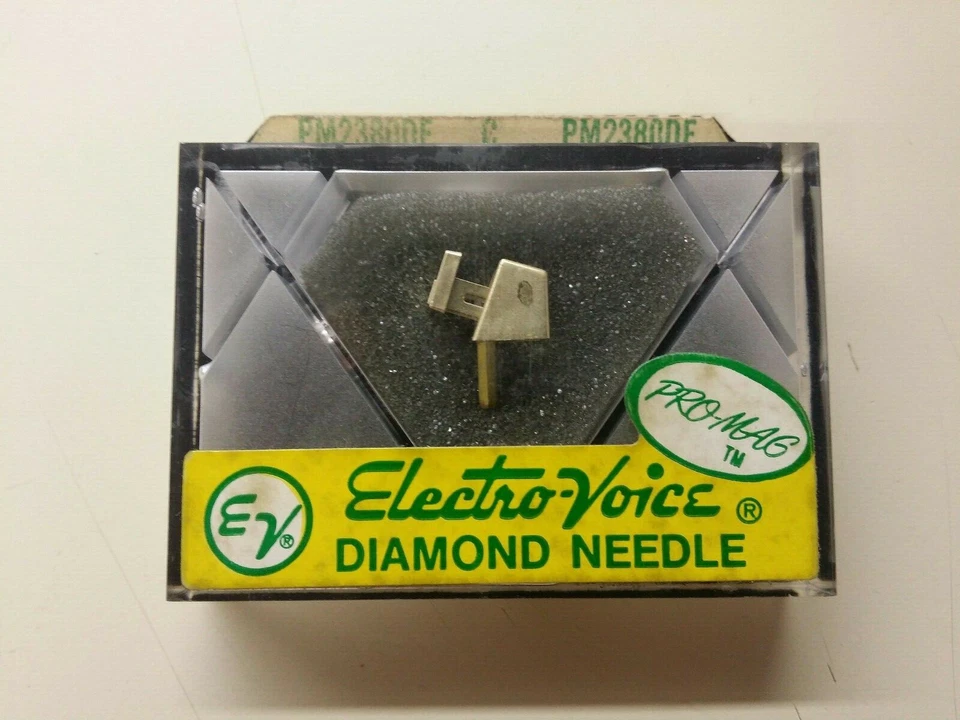 PM2380DE C PM2380DE
PRO-MAG
TM
EV®
Electro-Voice ®
DIAMOND NEEDLE